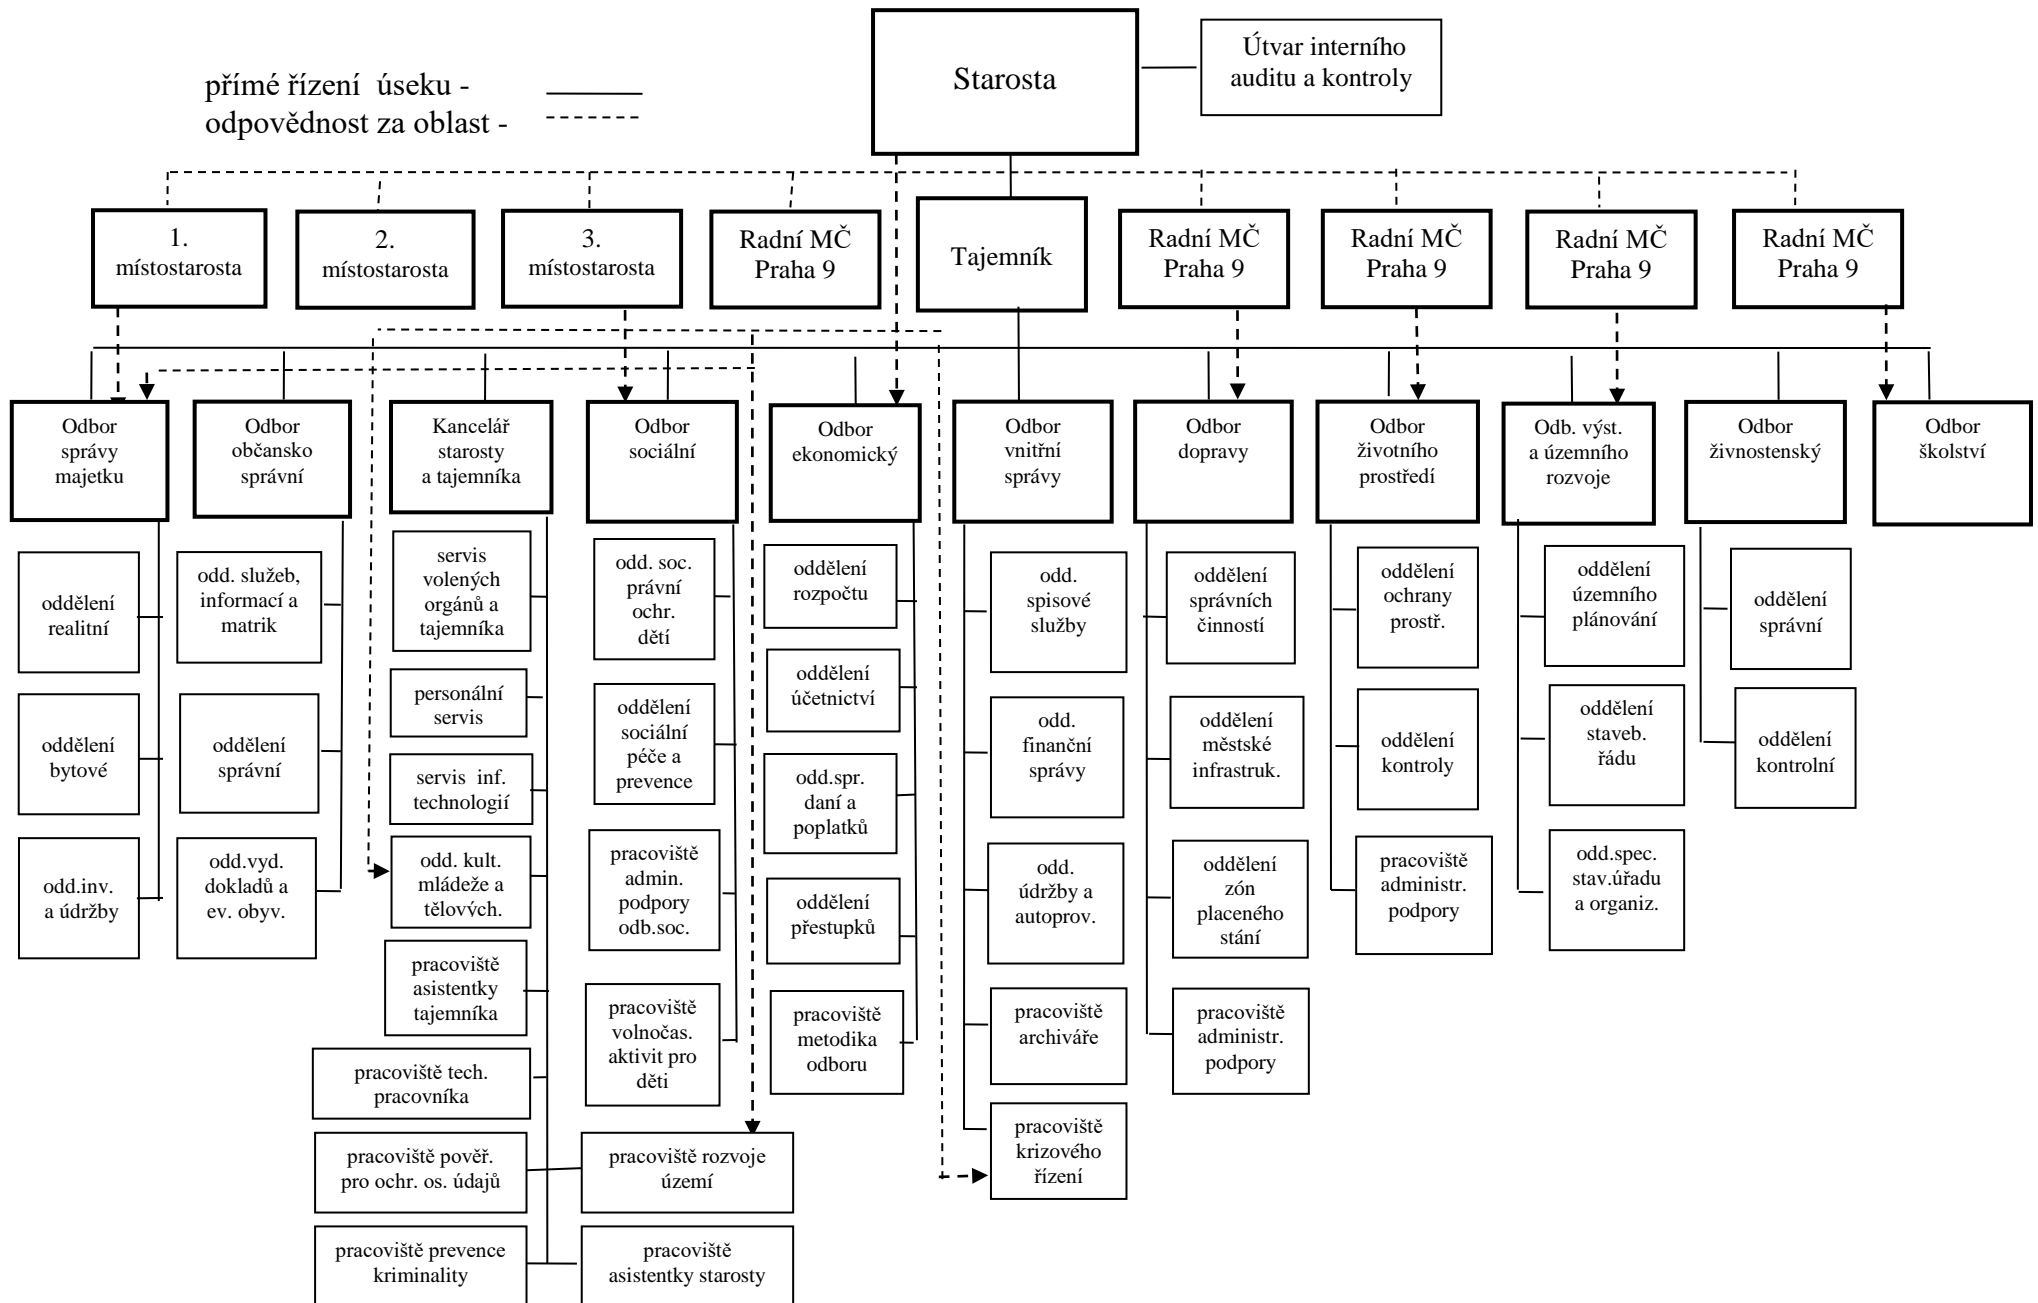 přímé řízení úseku -
odpovědnost za oblast -
Starosta
Útvar interního
auditu a kontroly
1.
místostarosta
2.
místostarosta
3.
místostarosta
Radní MČ
Praha 9
Tajemník
Radní MČ
Praha 9
Radní MČ
Praha 9
Radní MČ
Praha 9
Radní MČ
Praha 9
Odbor
správy
majetku
Odbor
občansko
správní
Kancelář
starosty
a tajemníka
Odbor
sociální
Odbor
ekonomický
Odbor
vnitřní
správy
Odbor
dopravy
Odbor
životního
prostředí
Odb. výst.
a územního
rozvoje
Odbor
živnostenský
Odbor
školství
oddělení
realitní
oddělení
bytové
odd.inv.
a údržby
odd. služeb,
informací a
matrik
oddělení
správní
odd.vyd.
dokladů a
ev. obyv.
servis
volených
orgánů a
tajemníka
personální
servis
servis inf.
technologií
odd. kult.
mládeže a
tělových.
pracoviště
asistentky
tajemníka
pracoviště tech.
pracovníka
pracoviště pověř.
pro ochr. os. údajů
pracoviště rozvoje
území
pracoviště prevence
kriminality
pracoviště
asistentky starosty
odd. soc.
právní
ochr.
dětí
oddělení
sociální
péče a
prevence
pracoviště
admin.
podpory
odb.soc.
pracoviště
volnočas.
aktivit pro
děti
oddělení
rozpočtu
oddělení
účetnictví
odd.spr.
daní a
poplatků
oddělení
přestupků
pracoviště
metodika
odboru
odd.
spisové
služby
odd.
finanční
správy
odd.
údržby a
autoprov.
pracoviště
archiváře
pracoviště
krizového
řízení
oddělení
správních
činností
oddělení
městské
infrastruk.
oddělení
zón
placeného
stání
pracoviště
administr.
podpory
oddělení
ochrany
prostř.
oddělení
kontroly
pracoviště
administr.
podpory
oddělení
územního
plánování
oddělení
staveb.
řádu
odd.spec.
stav.úřadu
a organiz.
oddělení
správní
oddělení
kontrolní